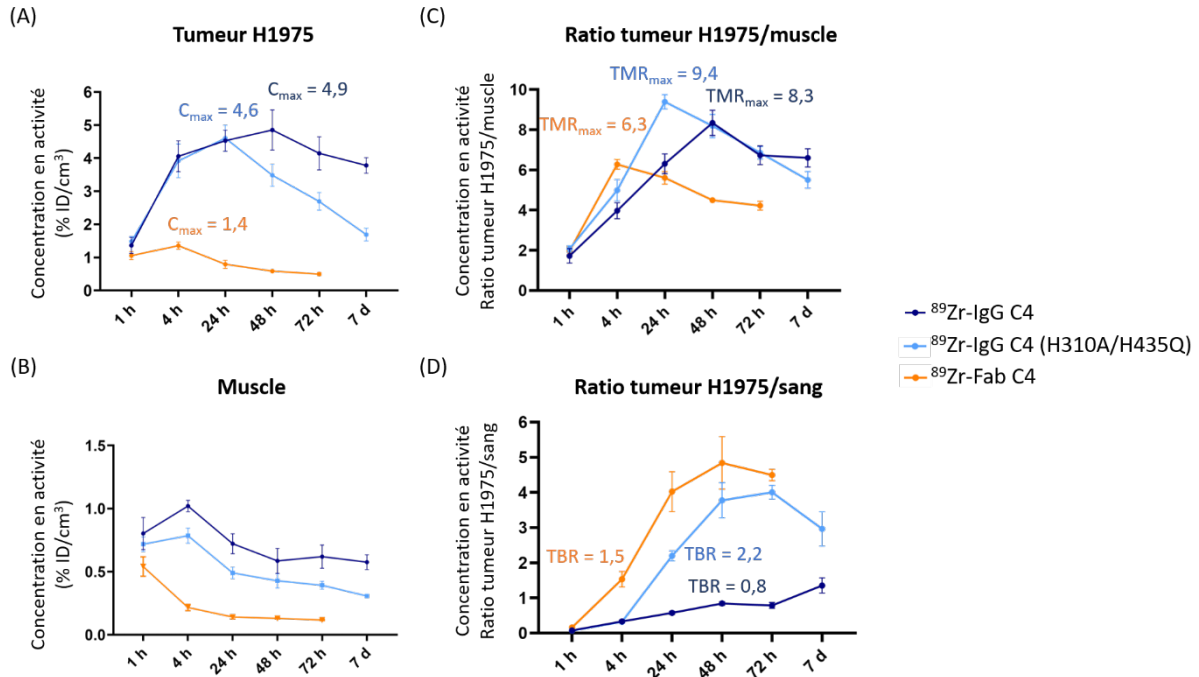 (A)
Tumeur H1975
Concentration en activité
(% ID/cm³)
6
5
4
3
2
1
0
Cmax = 4,6
Cmax = 4,9
Cmax = 1,4
1 h
4 h
24 h
48 h
72 h
7 d
(B)
Muscle
Concentration en activité
(% ID/cm³)
1.5
1.0
0.5
0.0
1 h
4 h
24 h
48 h
72 h
7 d
(C)
Ratio tumeur H1975/muscle
Concentration en activité
Ratio tumeur H1975/muscle
10
8
6
4
2
0
TMRmax = 9,4
TMRmax = 8,3
TMRmax = 6,3
1 h
4 h
24 h
48 h
72 h
7 d
(D)
Ratio tumeur H1975/sang
Concentration en activité
Ratio tumeur H1975/sang
6
5
4
3
2
1
0
TBR = 1,5
TBR = 2,2
TBR = 0,8
1 h
4 h
24 h
48 h
72 h
7 d
⁸⁹Zr-IgG C4
⁸⁹Zr-IgG C4 (H310A/H435Q)
⁸⁹Zr-Fab C4